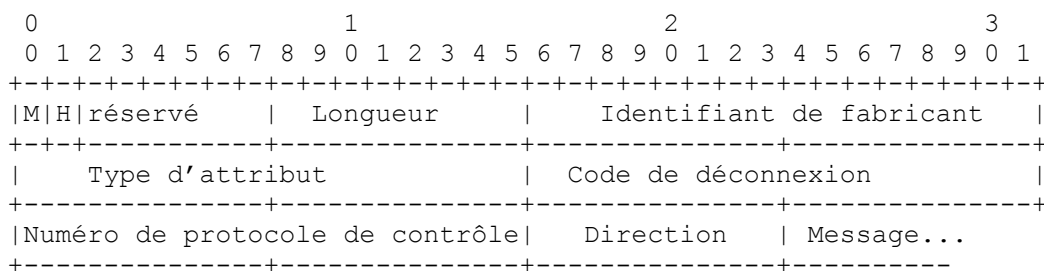 0                   1                   2                   3
0 1 2 3 4 5 6 7 8 9 0 1 2 3 4 5 6 7 8 9 0 1 2 3 4 5 6 7 8 9 0 1
+-+-+-+-+-+-+-+-+-+-+-+-+-+-+-+-+-+-+-+-+-+-+-+-+-+-+-+-+-+-+-+-+
|M|H|réservé    |  Longueur     |    Identifiant de fabricant   |
+-+-+-----------+---------------+---------------+---------------+
|    Type d’attribut            |  Code de déconnexion          |
+---------------+---------------+---------------+---------------+
|Numéro de protocole de contrôle|   Direction   | Message...
+---------------+---------------+---------------+----------